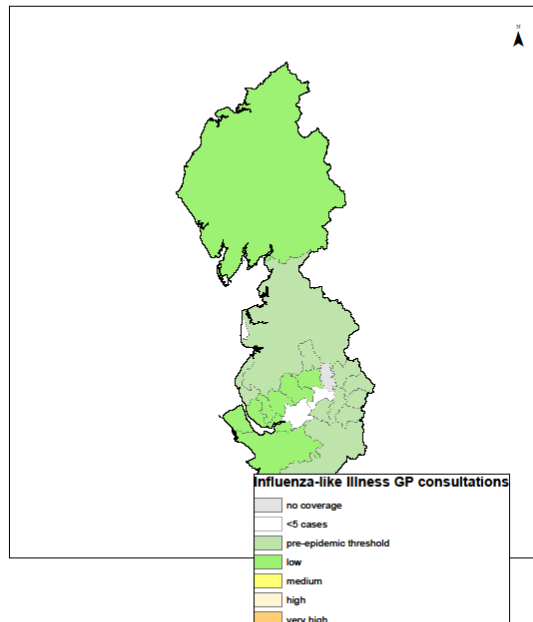 N
Influenza-like Illness GP consultations
no coverage
<5 cases
pre-epidemic threshold
low
medium
high
very high